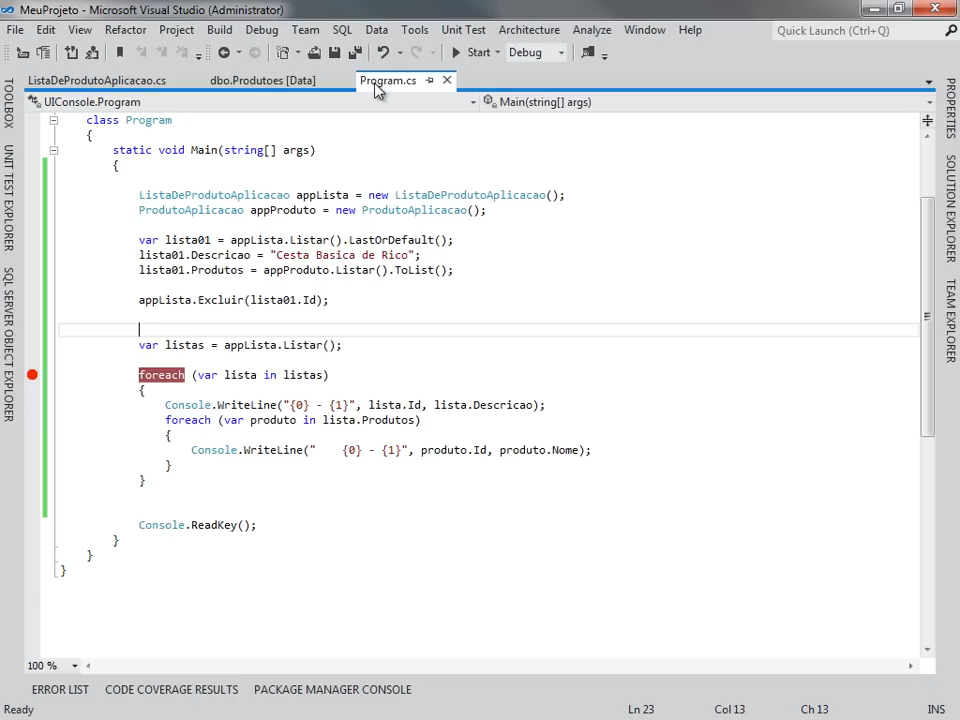 MeuProjeto - Microsoft Visual Studio (Administrator)
File Edit View Refactor Project Build Debug Team SQL Data Tools Unit Test Architecture Analyze Window Help
Quick Launch (Ctrl+Q)
Start Debug
ListaDeProdutoAplicacao.cs dbo.Produtoes [Data] Program.cs
UIConsole.Program Main(string[] args)
class Program
{
static void Main(string[] args)
{
ListaDeProdutoAplicacao appLista = new ListaDeProdutoAplicacao();
ProdutoAplicacao appProduto = new ProdutoAplicacao();
var lista01 = appLista.Listar().LastOrDefault();
lista01.Descricao = "Cesta Basica de Rico";
lista01.Produtos = appProduto.Listar().ToList();
appLista.Excluir(lista01.Id);
var listas = appLista.Listar();
foreach (var lista in listas)
{
Console.WriteLine("{0} - {1}", lista.Id, lista.Descricao);
foreach (var produto in lista.Produtos)
{
Console.WriteLine("    {0} - {1}", produto.Id, produto.Nome);
}
}
Console.ReadKey();
}
}
}
100 %
ERROR LIST CODE COVERAGE RESULTS PACKAGE MANAGER CONSOLE
Ready Ln 23 Col 13 Ch 13 INS
TOOLBOX
UNIT TEST EXPLORER
SQL SERVER OBJECT EXPLORER
PROPERTIES
SOLUTION EXPLORER
TEAM EXPLORER